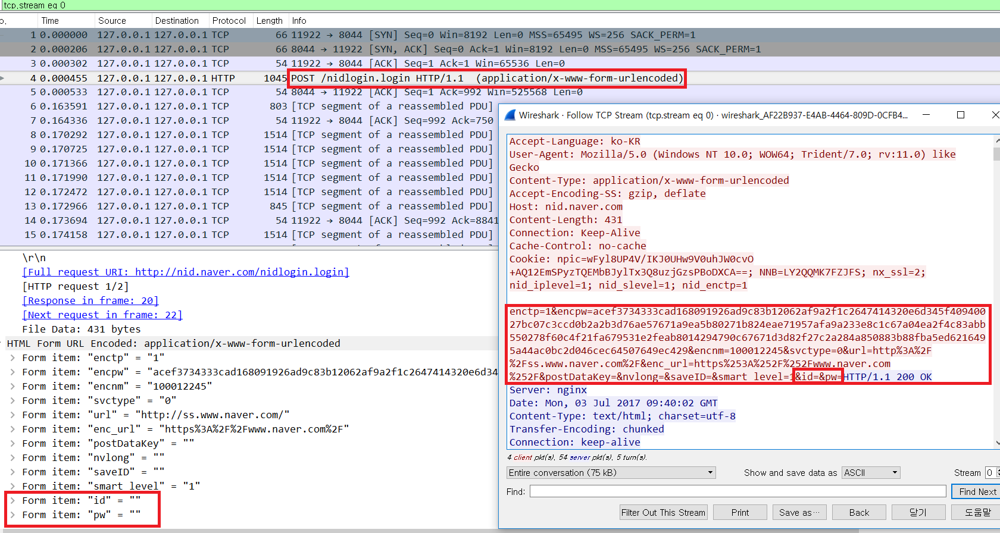 tcp.stream eq 0
Time Source Destination Protocol Length Info
1 0.000000 127.0.0.1 127.0.0.1 TCP 66 11922 → 8044 [SYN] Seq=0 Win=8192 Len=0 MSS=65495 WS=256 SACK_PERM=1
2 0.000206 127.0.0.1 127.0.0.1 TCP 66 8044 → 11922 [SYN, ACK] Seq=0 Ack=1 Win=8192 Len=0 MSS=65495 WS=256 SACK_PERM=1
3 0.000302 127.0.0.1 127.0.0.1 TCP 54 11922 → 8044 [ACK] Seq=1 Ack=1 Win=65536 Len=0
4 0.000455 127.0.0.1 127.0.0.1 HTTP 1045 POST /nidlogin.login HTTP/1.1 (application/x-www-form-urlencoded)
5 0.000533 127.0.0.1 127.0.0.1 TCP 54 8044 → 11922 [ACK] Seq=1 Ack=992 Win=525568 Len=0
6 0.163591 127.0.0.1 127.0.0.1 TCP 803 [TCP segment of a reassembled PDU]
7 0.164336 127.0.0.1 127.0.0.1 TCP 54 11922 → 8044 [ACK] Seq=992 Ack=750
8 0.170292 127.0.0.1 127.0.0.1 TCP 1514 [TCP segment of a reassembled PDU]
9 0.170725 127.0.0.1 127.0.0.1 TCP 1514 [TCP segment of a reassembled PDU]
10 0.171366 127.0.0.1 127.0.0.1 TCP 1514 [TCP segment of a reassembled PDU]
11 0.171990 127.0.0.1 127.0.0.1 TCP 1514 [TCP segment of a reassembled PDU]
12 0.172472 127.0.0.1 127.0.0.1 TCP 1514 [TCP segment of a reassembled PDU]
13 0.172966 127.0.0.1 127.0.0.1 TCP 845 [TCP segment of a reassembled PDU]
14 0.173694 127.0.0.1 127.0.0.1 TCP 54 11922 → 8044 [ACK] Seq=992 Ack=8841
15 0.174158 127.0.0.1 127.0.0.1 TCP 1514 [TCP segment of a reassembled PDU]
\r\n
[Full request URI: http://nid.naver.com/nidlogin.login]
[HTTP request 1/2]
[Response in frame: 20]
[Next request in frame: 22]
File Data: 431 bytes
HTML Form URL Encoded: application/x-www-form-urlencoded
Form item: "enctp" = "1"
Form item: "encpw" = "acef3734333cad168091926ad9c83b12062af9a2f1c2647414320e6d34
Form item: "encnm" = "100012245"
Form item: "svctype" = "0"
Form item: "url" = "http://ss.www.naver.com/"
Form item: "enc_url" = "https%3A%2F%2Fwww.naver.com%2F"
Form item: "postDataKey" = ""
Form item: "nvlong" = ""
Form item: "saveID" = ""
Form item: "smart_level" = "1"
Form item: "id" = ""
Form item: "pw" = ""
Wireshark · Follow TCP Stream (tcp.stream eq 0) · wireshark_AF22B937-E4AB-4464-809D-0CFB4...
Accept-Language: ko-KR
User-Agent: Mozilla/5.0 (Windows NT 10.0; WOW64; Trident/7.0; rv:11.0) like
Gecko
Content-Type: application/x-www-form-urlencoded
Accept-Encoding-SS: gzip, deflate
Host: nid.naver.com
Content-Length: 431
Connection: Keep-Alive
Cache-Control: no-cache
Cookie: npic=wFyl8UP4V/IKJ0UHw9V0uhJW0cvO
+AQ12EmSPyzTQEMbBJylTx3Q8uzjGzsPBoDXCA==; NNB=LY2QQMK7FZJFS; nx_ssl=2;
nid_iplevel=1; nid_slevel=1; nid_enctp=1
enctp=1&encpw=acef3734333cad168091926ad9c83b12062af9a2f1c2647414320e6d345f409400
27bc07c3ccd0b2a2b3d76ae57671a9ea5b80271b824eae71957afa9a233e8c1c67a04ea2f4c83abb
550278f60c4f21fa679531e2feab8014294790c67671d3d82f27c2a284a850883b88fba5ed621649
5a44ac0bc2d046cec64507649ec429&encnm=100012245&svctype=0&url=http%3A%2F
%2Fss.www.naver.com%2F&enc_url=https%253A%252F%252Fwww.naver.com
%252F&postDataKey=&nvlong=&saveID=&smart_level=1&id=&pw=HTTP/1.1 200 OK
Server: nginx
Date: Mon, 03 Jul 2017 09:40:02 GMT
Content-Type: text/html; charset=utf-8
Transfer-Encoding: chunked
Connection: keep-alive
4 client pkt(s), 54 server pkt(s), 5 turn(s).
Entire conversation (75 kB) Show and save data as ASCII Stream 0
Find: Find Next
Filter Out This Stream Print Save as… Back 닫기 도움말